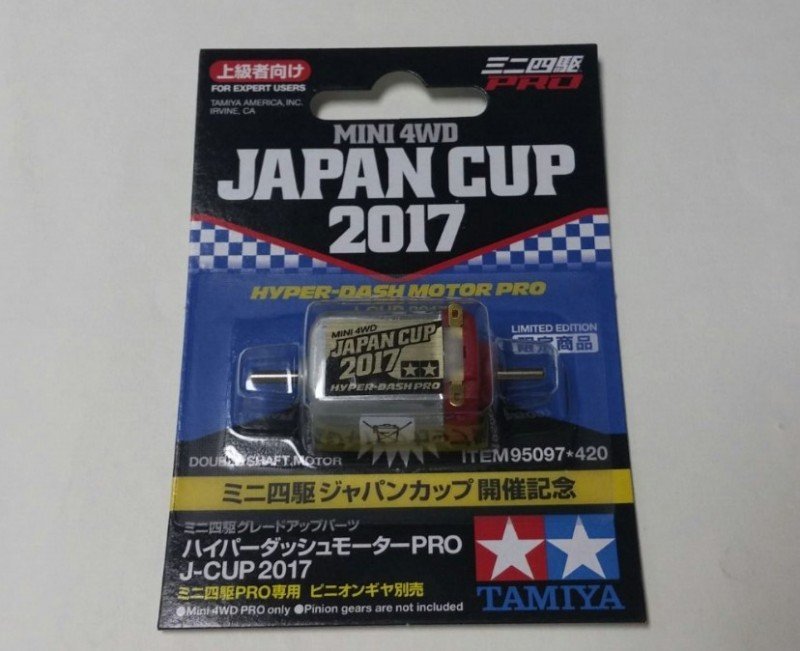 上級者向け
FOR EXPERT USERS
TAMIYA AMERICA, INC.
IRVINE, CA
ミニ四駆
PRO
MINI 4WD
JAPAN CUP
2017
HYPER-DASH MOTOR PRO
J-CUP 2017
LIMITED EDITION
限定商品
MINI 4WD
JAPAN CUP
2017
HYPER-DASH PRO
DOUBLE SHAFT MOTOR
ITEM95097*420
ミニ四駆ジャパンカップ開催記念
ミニ四駆グレードアップパーツ
ハイパーダッシュモーターPRO
J-CUP 2017
ミニ四駆PRO専用 ピニオンギヤ別売
●Mini 4WD PRO only ●Pinion gears are not included
TAMIYA